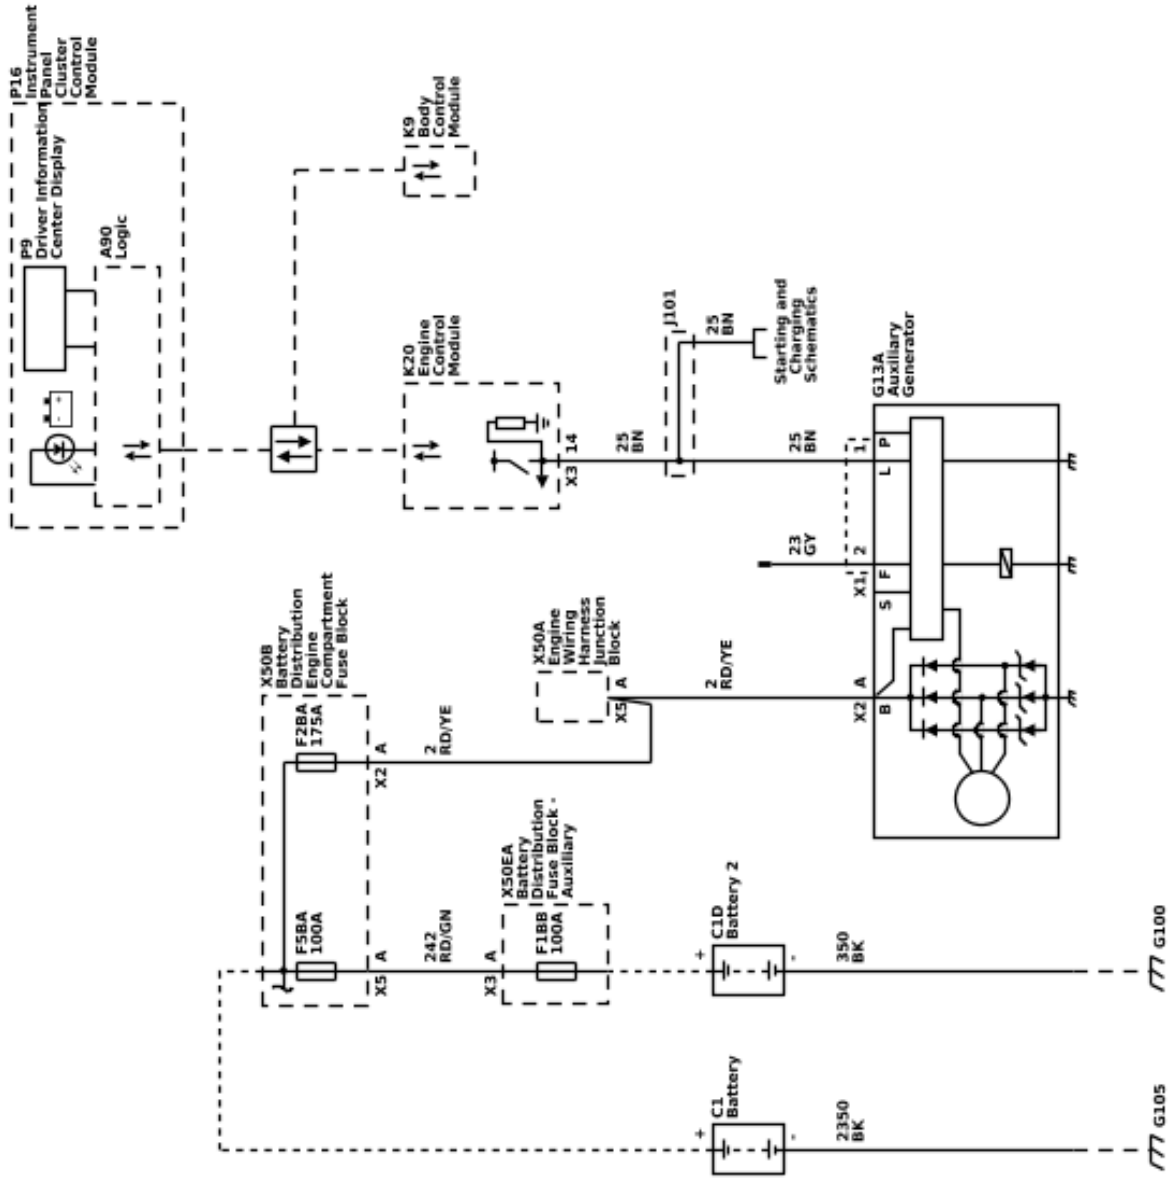 P16
Instrument
Panel
Cluster
Control
Module
P9
Driver Information
Center Display
A90
Logic
- +
K9
Body
Control
Module
K20
Engine
Control
Module
X3
14
25
BN
J101
25
BN
Starting and
Charging
Schematics
25
BN
23
GY
G13A
Auxiliary
Generator
X1
2
1
S
F
L
P
X50B
Battery
Distribution
Engine
Compartment
Fuse Block
F5BA
100A
F2BA
175A
X5
A
X2
A
2
RD/YE
X50A
Engine
Wiring
Harness
Junction
Block
X5
A
2
RD/YE
X2
A
B
242
RD/GN
X50EA
Battery
Distribution
Fuse Block -
Auxiliary
X3
A
F1BB
100A
C1D
Battery 2
+
-
350
BK
G100
C1
Battery
+
-
2350
BK
G105